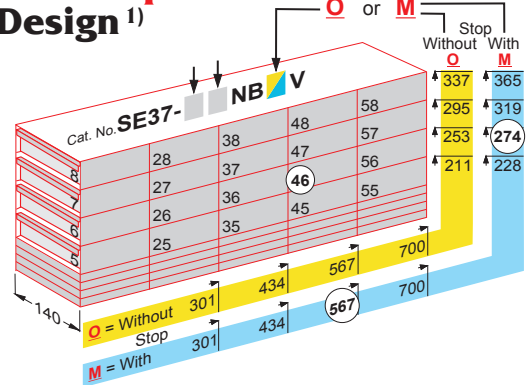 Design 1)
O or M
Stop
Without With
O M
337 365
295 319
253 274
211 228
Cat. No. SE37- NB V
8 28 38 48 58
7 27 37 47 57
6 26 36 46 56
5 25 35 45 55
140
O = Without 301 434 567 700
Stop
M = With 301 434 567 700